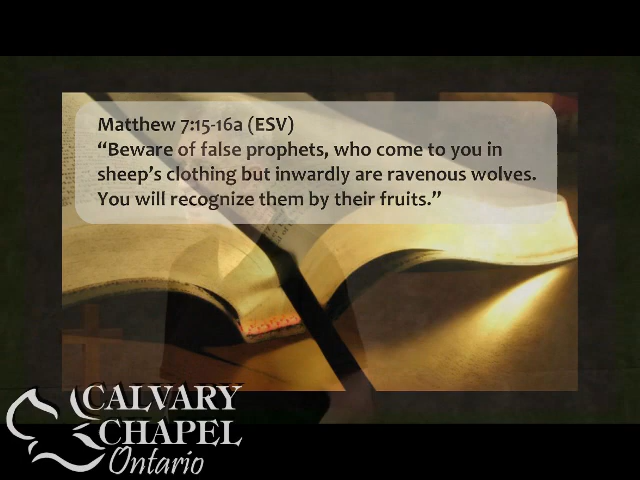 Matthew 7:15-16a (ESV)
“Beware of false prophets, who come to you in
sheep’s clothing but inwardly are ravenous wolves.
You will recognize them by their fruits.”
CALVARY
CHAPEL
Ontario